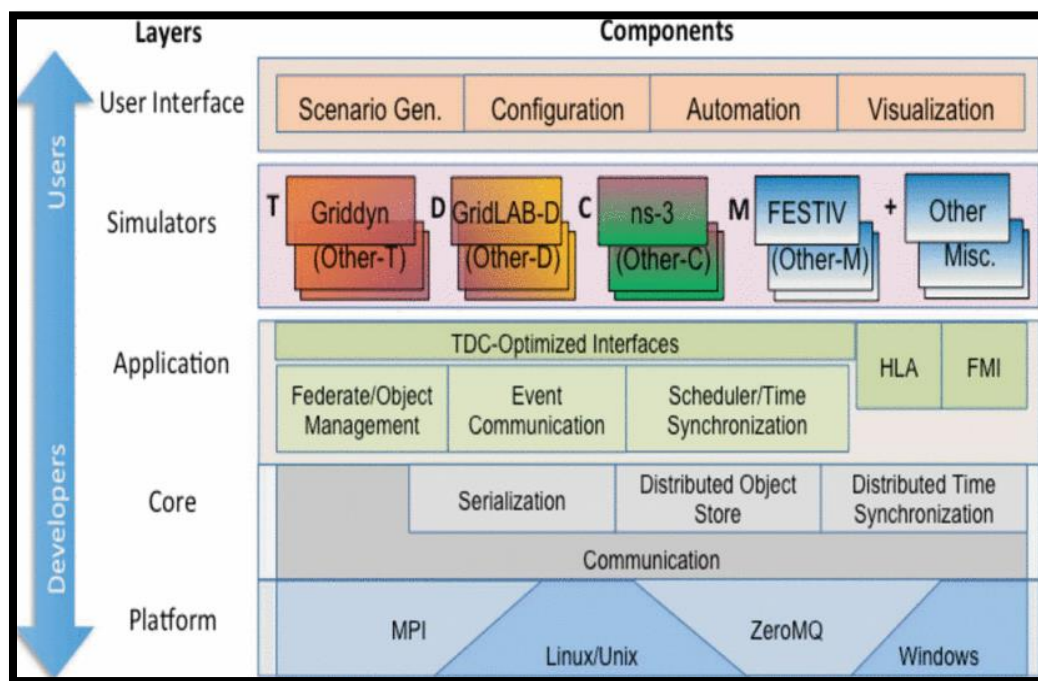 Layers
Components
Users
Developers
User Interface
Scenario Gen.
Configuration
Automation
Visualization
Simulators
T
Griddyn
(Other-T)
D
GridLAB-D
(Other-D)
C
ns-3
(Other-C)
M
FESTIV
(Other-M)
+
Other
Misc.
Application
TDC-Optimized Interfaces
HLA
FMI
Federate/Object
Management
Event
Communication
Scheduler/Time
Synchronization
Core
Serialization
Distributed Object
Store
Distributed Time
Synchronization
Communication
Platform
MPI
Linux/Unix
ZeroMQ
Windows